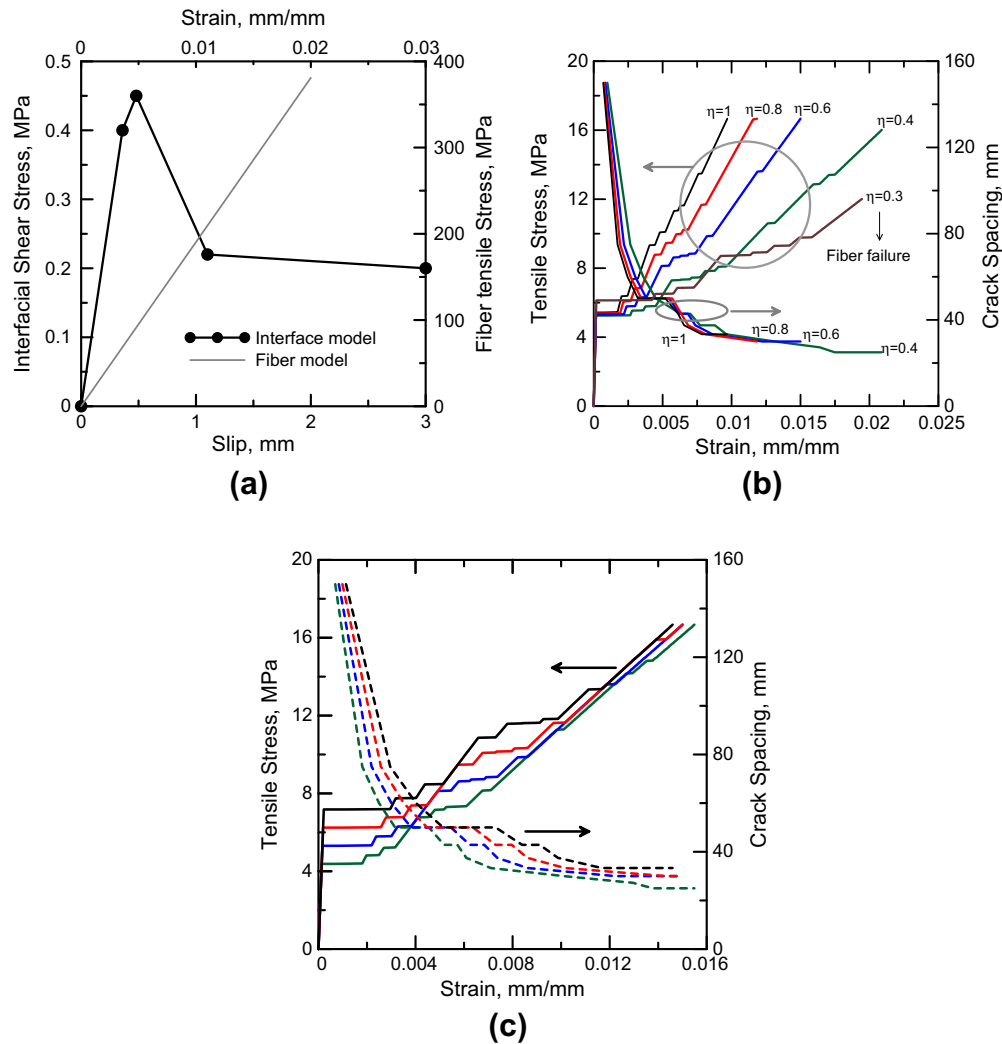 Strain, mm/mm
0 0.01 0.02 0.03
0.5 400
0.4 300
0.3
200
0.2
0.1 100
0 0
0 1 2 3
Interfacial Shear Stress, MPa
Fiber tensile Stress, MPa
Interface model
Fiber model
Slip, mm
(a)
20 160
16
120
12
80
8
40
4
0 0
0 0.005 0.01 0.015 0.02 0.025
Tensile Stress, MPa
Crack Spacing, mm
η=1
η=0.8
η=0.6
η=0.4
η=0.3
Fiber failure
η=1
η=0.8
η=0.6
η=0.4
Strain, mm/mm
(b)
20 160
16
120
12
80
8
40
4
0 0
0 0.004 0.008 0.012 0.016
Tensile Stress, MPa
Crack Spacing, mm
Strain, mm/mm
(c)